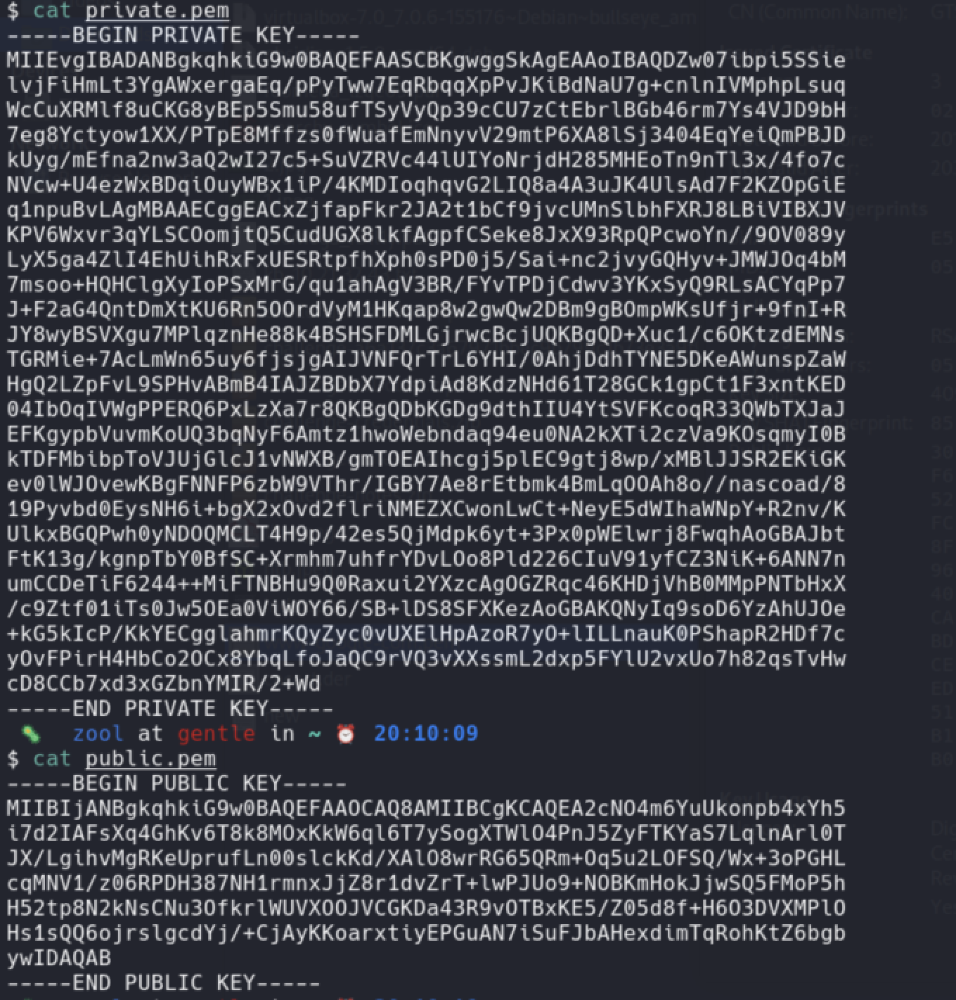 $ cat private.pem
-----BEGIN PRIVATE KEY-----
MIIEvgIBADANBgkqhkiG9w0BAQEFAASCBKgwggSkAgEAAoIBAQDZw07ibpi5SSie
lvjFiHmLt3YgAWxergaEq/pPyTww7EqRbqqXpPvJKiBdNaU7g+cnlnIVMphpLsuq
WcCuXRMlf8uCKG8yBEp5Smu58ufTSyVyQp39cCU7zCtEbrlBGb46rm7Ys4VJD9bH
7eg8Yctyow1XX/PTpE8Mffzs0fWuafEmNnyvV29mtP6XA8lSj3404EqYeiQmPBJD
kUyg/mEfna2nw3aQ2wI27c5+SuVZRVc44lUIYoNrjdH285MHEoTn9nTl3x/4fo7c
NVcw+U4ezWxBDqiOuyWBx1iP/4KMDIoqhqvG2LIQ8a4A3uJK4UlsAd7F2KZOpGiE
q1npuBvLAgMBAAECggEACxZjfapFkr2JA2t1bCf9jvcUMnSlbhFXRJ8LBiVIBXJV
KPV6Wxvr3qYLSCOomjtQ5CudUGX8lkfAgpfCSeke8JxX93RpQPcwoYn//9OV089y
LyX5ga4ZlI4EhUihRxFxUESRtpfhXph0sPD0j5/Sai+nc2jvyGQHyv+JMWJOq4bM
7msoo+HQHClgXyIoPSxMrG/qu1ahAgV3BR/FYvTPDjCdwv3YKxSyQ9RLsACYqPp7
J+F2aG4QntDmXtKU6Rn5OOrdVyM1HKqap8w2gwQw2DBm9gBOmpWKsUfjr+9fnI+R
JY8wyBSVXgu7MPlqznHe88k4BSHSFDMLGjrwcBcjUQKBgQD+Xuc1/c6OKtzdEMNs
TGRMie+7AcLmWn65uy6fjsjgAIJVNFQrTrL6YHI/0AhjDdhTYNE5DKeAWunspZaW
HgQ2LZpFvL9SPHvABmB4IAJZBDbX7YdpiAd8KdzNHd61T28GCk1gpCt1F3xntKED
04IbOqIVWgPPERQ6PxLzXa7r8QKBgQDbKGDg9dthIIU4YtSVFKcoqR33QWbTXJaJ
EFKgypbVuvmKoUQ3bqNyF6Amtz1hwoWebndaq94eu0NA2kXTi2czVa9KOsqmyI0B
kTDFMbibpToVJUjGlcJ1vNWXB/gmTOEAIhcgj5plEC9gtj8wp/xMBlJJSR2EKiGK
ev0lWJOvewKBgFNNFP6zbW9VThr/IGBY7Ae8rEtbmk4BmLqOOAh8o//nascoad/8
19Pyvbd0EysNH6i+bgX2xOvd2flriNMEZXCwonLwCt+NeyE5dWIhaWNpY+R2nv/K
UlkxBGQPwh0yNDOQMCLT4H9p/42es5QjMdpk6yt+3Px0pWElwrj8FwqhAoGBAJbt
FtK13g/kgnpTbY0BfSC+Xrmhm7uhfrYDvLOo8Pld226CIuV91yfCZ3NiK+6ANN7n
umCCDeTiF6244++MiFTNBHu9Q0Raxui2YXzcAgOGZRqc46KHDjVhB0MMpPNTbHxX
/c9Ztf01iTs0Jw5OEa0ViWOY66/SB+lDS8SFXKezAoGBAKQNyIq9soD6YzAhUJOe
+kG5kIcP/KkYECgglahmrKQyZyc0vUXElHpAzoR7yO+lILLnauK0PShapR2HDf7c
yOvFPirH4HbCo2OCx8YbqLfoJaQC9rVQ3vXXssmL2dxp5FYlU2vxUo7h82qsTvHw
cD8CCb7xd3xGZbnYMIR/2+Wd
-----END PRIVATE KEY-----
zool at gentle in ~ ⏰ 20:10:09
$ cat public.pem
-----BEGIN PUBLIC KEY-----
MIIBIjANBgkqhkiG9w0BAQEFAAOCAQ8AMIIBCgKCAQEA2cNO4m6YuUkonpb4xYh5
i7d2IAFsXq4GhKv6T8k8MOxKkW6ql6T7ySogXTWlO4PnJ5ZyFTKYaS7LqlnArl0T
JX/LgihvMgRKeUprufLn00slckKd/XAlO8wrRG65QRm+Oq5u2LOFSQ/Wx+3oPGHL
cqMNV1/z06RPDH387NH1rmnxJjZ8r1dvZrT+lwPJUo9+NOBKmHokJjwSQ5FMoP5h
H52tp8N2kNsCNu3OfkrlWUVXOOJVCGKDa43R9vOTBxKE5/Z05d8f+H6O3DVXMPlO
Hs1sQQ6ojrslgcdYj/+CjAyKKoarxtiyEPGuAN7iSuFJbAHexdimTqRohKtZ6bgb
ywIDAQAB
-----END PUBLIC KEY-----